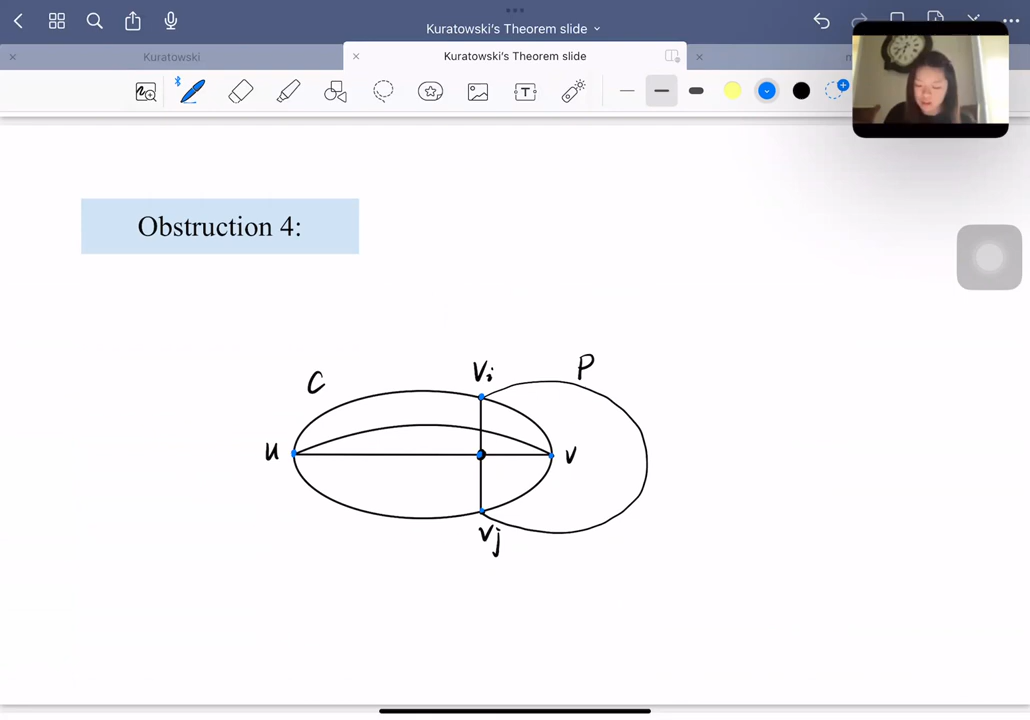 Kuratowski's Theorem slide
Kuratowski
Kuratowski's Theorem slide
T
Obstruction 4:
C
Vi
P
u
v
Vj